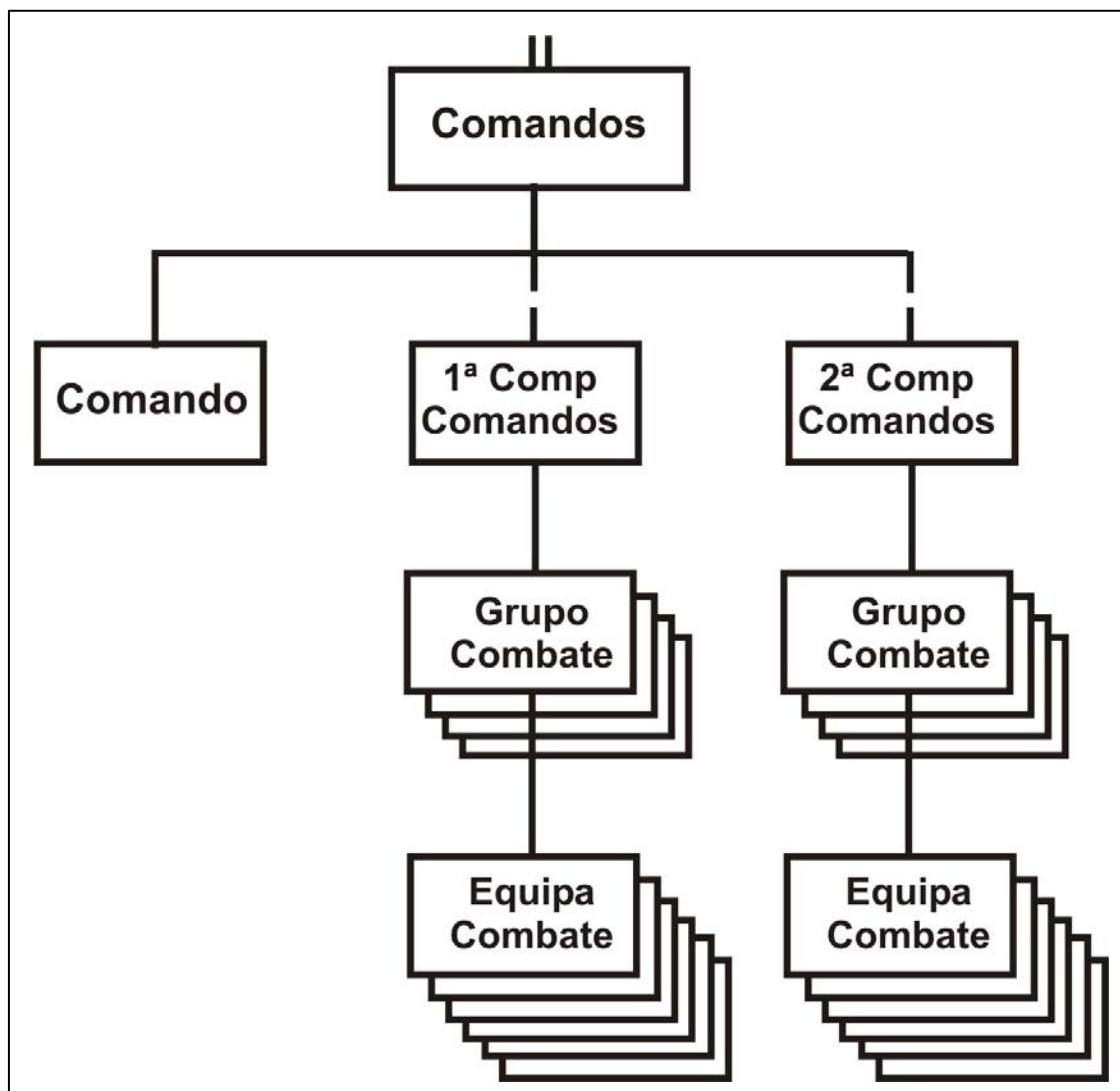 Comandos
Comando
1ª Comp
Comandos
2ª Comp
Comandos
Grupo
Combate
Grupo
Combate
Equipa
Combate
Equipa
Combate